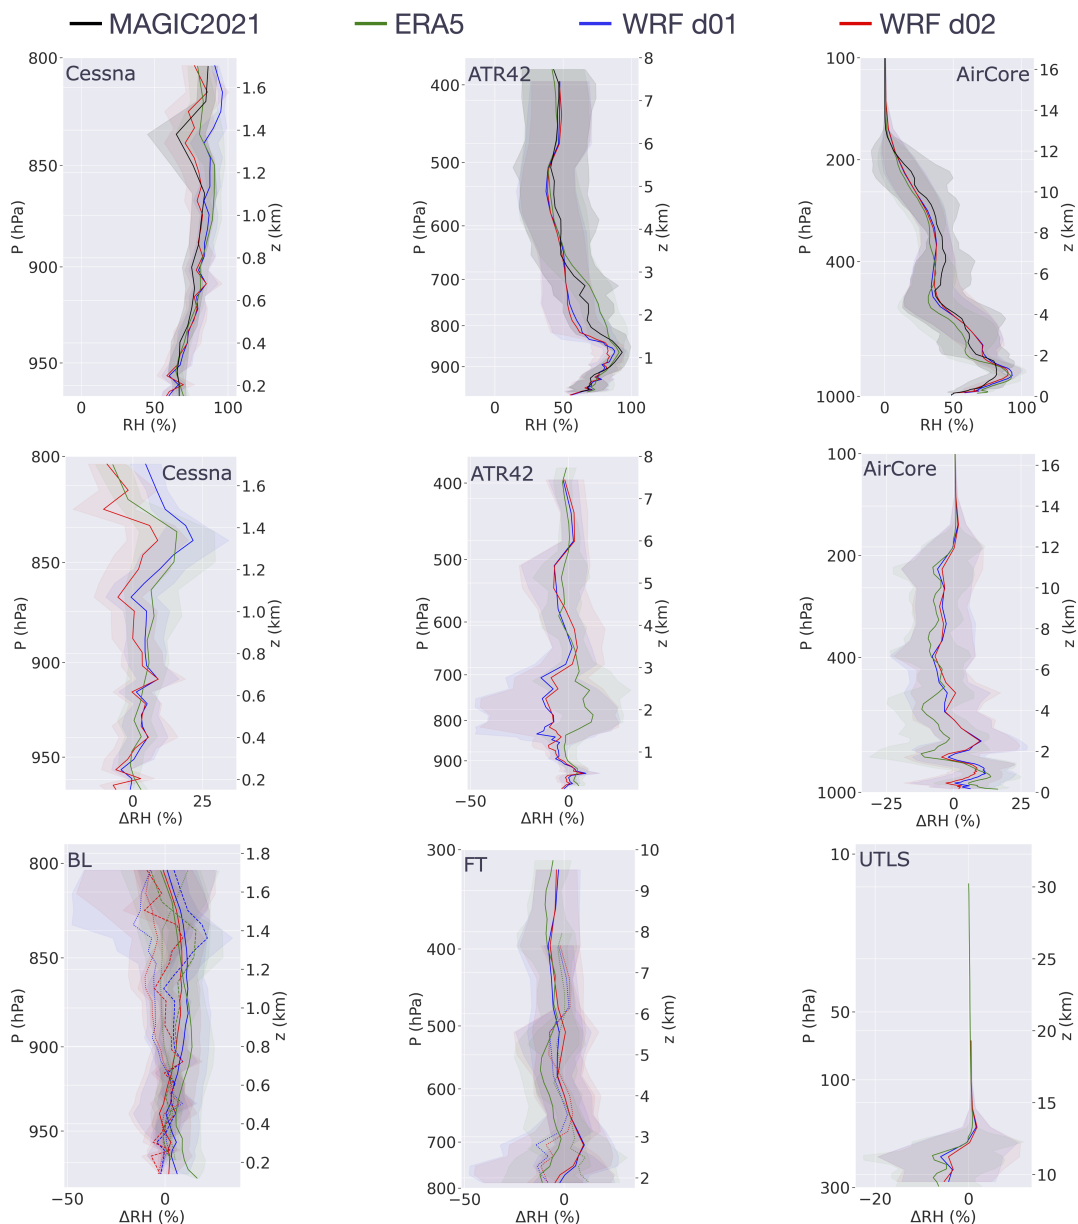 MAGIC2021 ERA5 WRF d01 WRF d02
Cessna
800
850
900
950
P (hPa)
0 50 100
RH (%)
1.6
1.4
1.2
1.0
0.8
0.6
0.4
0.2
z (km)
ATR42
400
500
600
700
800
900
P (hPa)
0 50 100
RH (%)
8
7
6
5
4
3
2
1
z (km)
AirCore
100
200
400
1000
P (hPa)
0 50 100
RH (%)
16
14
12
10
8
6
4
2
0
z (km)
Cessna
800
850
900
950
P (hPa)
0 25
ΔRH (%)
1.6
1.4
1.2
1.0
0.8
0.6
0.4
0.2
z (km)
ATR42
400
500
600
700
800
900
P (hPa)
−50 0
ΔRH (%)
8
7
6
5
4
3
2
1
z (km)
AirCore
100
200
400
1000
P (hPa)
−25 0 25
ΔRH (%)
16
14
12
10
8
6
4
2
0
z (km)
BL
800
850
900
950
P (hPa)
−50 0
ΔRH (%)
1.8
1.6
1.4
1.2
1.0
0.8
0.6
0.4
0.2
z (km)
FT
300
400
500
600
700
800
P (hPa)
−50 0
ΔRH (%)
10
9
8
7
6
5
4
3
2
z (km)
UTLS
10
50
100
300
P (hPa)
−20 0
ΔRH (%)
30
25
20
15
10
z (km)